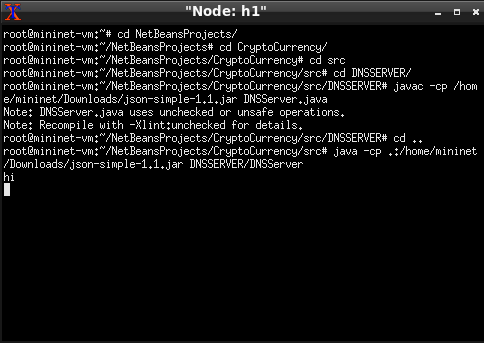 "Node: h1"
root@mininet-vm:~# cd NetBeansProjects/
root@mininet-vm:~/NetBeansProjects# cd CryptoCurrency/
root@mininet-vm:~/NetBeansProjects/CryptoCurrency# cd src
root@mininet-vm:~/NetBeansProjects/CryptoCurrency/src# cd DNSSERVER/
root@mininet-vm:~/NetBeansProjects/CryptoCurrency/src/DNSSERVER# javac -cp /hom
e/mininet/Downloads/json-simple-1.1.jar DNSServer.java
Note: DNSServer.java uses unchecked or unsafe operations.
Note: Recompile with -Xlint:unchecked for details.
root@mininet-vm:~/NetBeansProjects/CryptoCurrency/src/DNSSERVER# cd ..
root@mininet-vm:~/NetBeansProjects/CryptoCurrency/src# java -cp .:/home/mininet
/Downloads/json-simple-1.1.jar DNSSERVER/DNSServer
hi